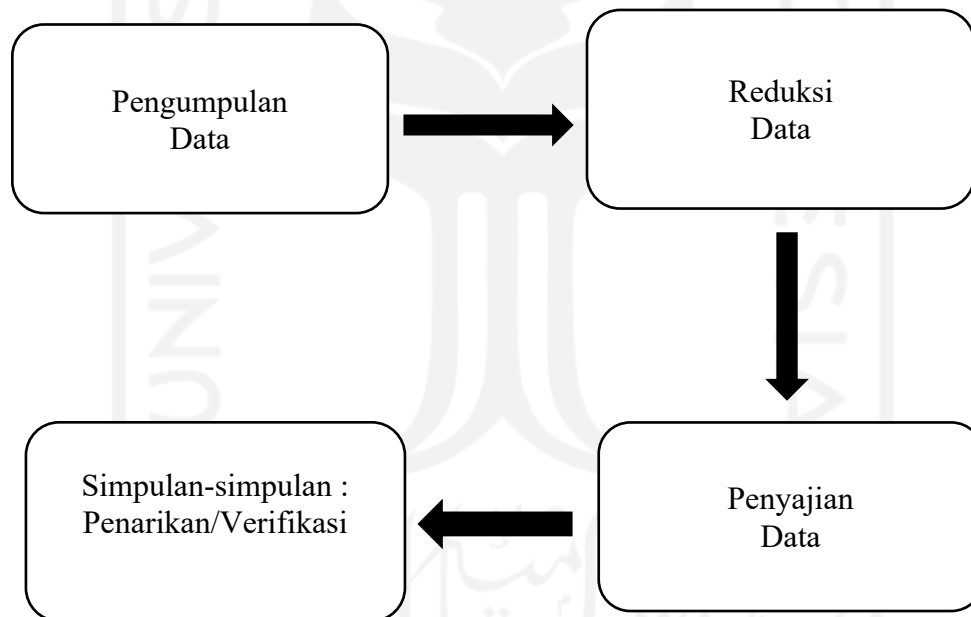 Pengumpulan
Data
Reduksi
Data
Simpulan-simpulan :
Penarikan/Verifikasi
Penyajian
Data